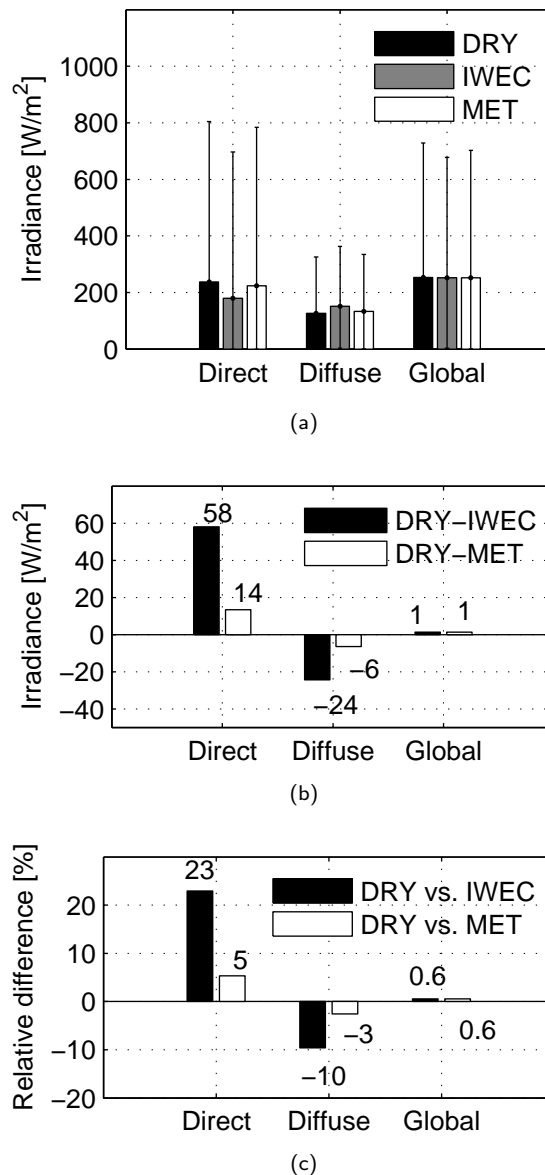 DRY
IWEC
MET
1000
800
600
400
200
0
Irradiance [W/m²]
Direct Diffuse Global
(a)
58
DRY−IWEC
DRY−MET
60
40
20
0
−20
−40
Irradiance [W/m²]
14
1 1
−6
−24
Direct Diffuse Global
(b)
23
DRY vs. IWEC
DRY vs. MET
20
10
0
−10
−20
Relative difference [%]
5
0.6
0.6
−3
−10
Direct Diffuse Global
(c)